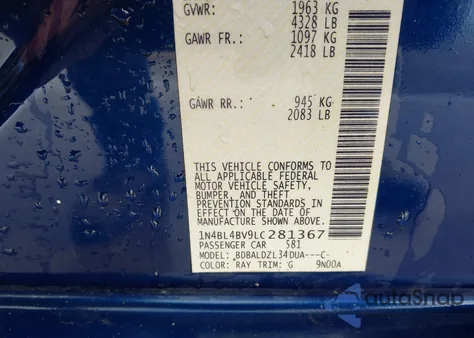 GVWR: 1963 KG
4328 LB
GAWR FR.: 1097 KG
2418 LB
GAWR RR.: 945 KG
2083 LB
THIS VEHICLE CONFORMS TO
ALL APPLICABLE FEDERAL
MOTOR VEHICLE SAFETY,
BUMPER, AND THEFT
PREVENTION STANDARDS IN
EFFECT ON THE DATE OF
MANUFACTURE SHOWN ABOVE.
1N4BL4BV9LC281367
PASSENGER CAR 581
MODEL: BDBALDZL34DUA---C-
COLOR: RAY TRIM: G 9N00A
autoSnap